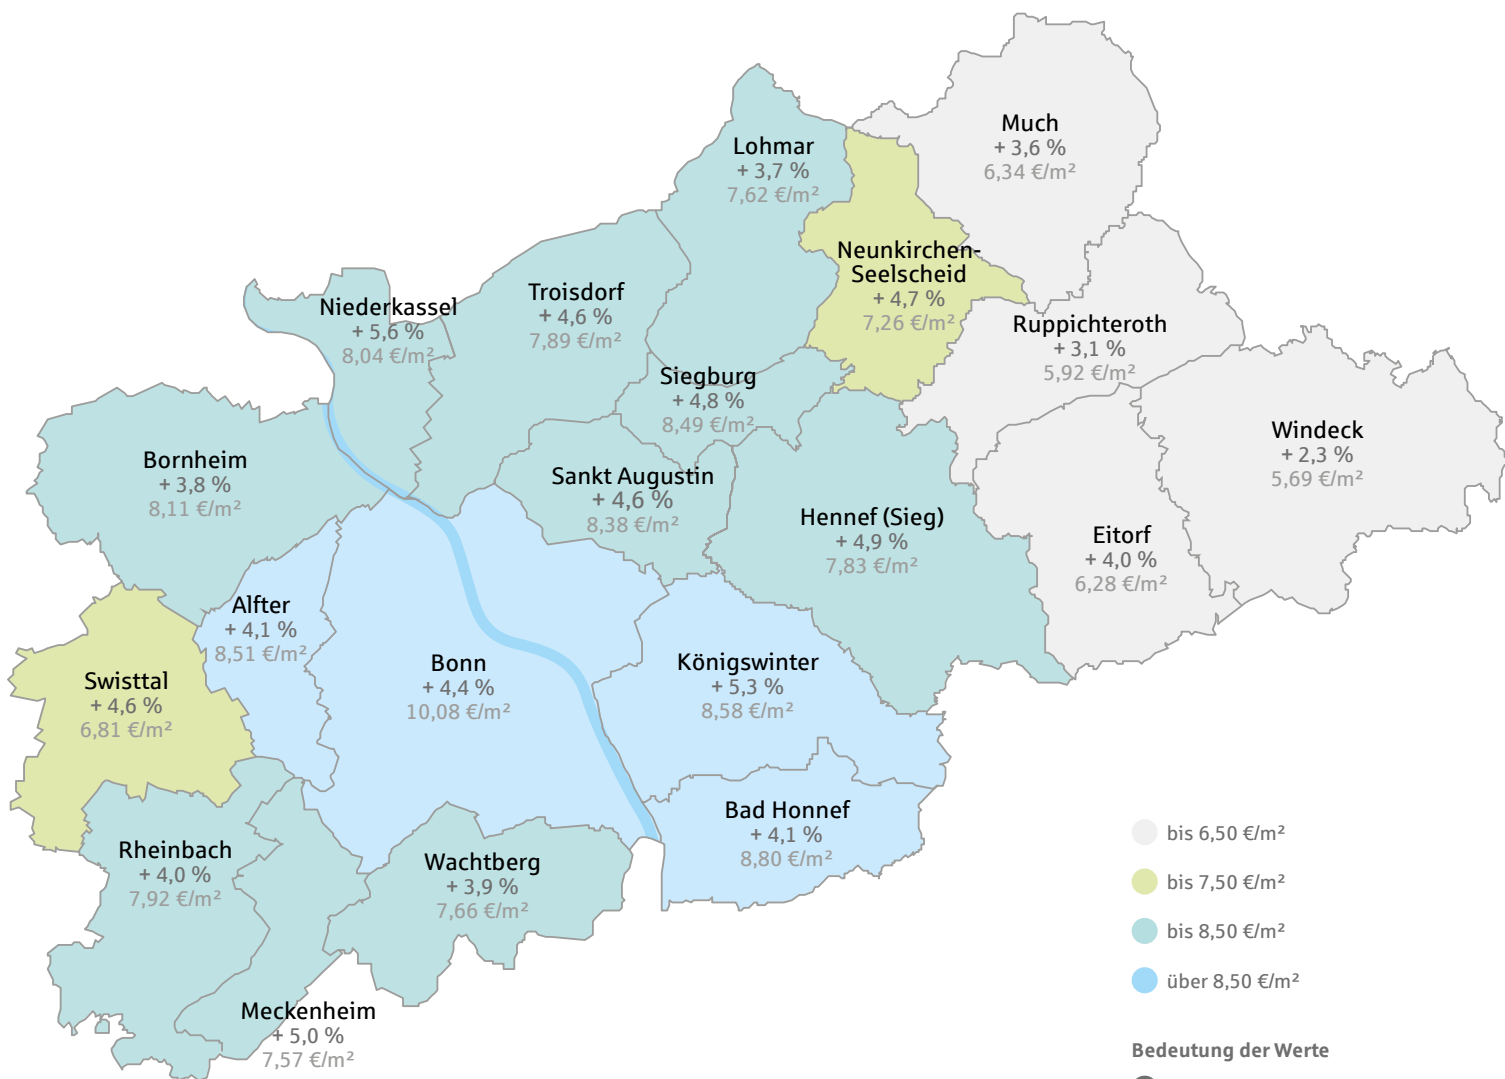 Much
+ 3,6 %
6,34 €/m²
Lohmar
+ 3,7 %
7,62 €/m²
Neunkirchen-
Seelscheid
+ 4,7 %
7,26 €/m²
Niederkassel
+ 5,6 %
8,04 €/m²
Troisdorf
+ 4,6 %
7,89 €/m²
Ruppichteroth
+ 3,1 %
5,92 €/m²
Siegburg
+ 4,8 %
8,49 €/m²
Windeck
+ 2,3 %
5,69 €/m²
Bornheim
+ 3,8 %
8,11 €/m²
Sankt Augustin
+ 4,6 %
8,38 €/m²
Hennef (Sieg)
+ 4,9 %
7,83 €/m²
Eitorf
+ 4,0 %
6,28 €/m²
Alfter
+ 4,1 %
8,51 €/m²
Bonn
+ 4,4 %
10,08 €/m²
Königswinter
+ 5,3 %
8,58 €/m²
Swisttal
+ 4,6 %
6,81 €/m²
Bad Honnef
+ 4,1 %
8,80 €/m²
Rheinbach
+ 4,0 %
7,92 €/m²
Wachtberg
+ 3,9 %
7,66 €/m²
Meckenheim
+ 5,0 %
7,57 €/m²
bis 6,50 €/m²
bis 7,50 €/m²
bis 8,50 €/m²
über 8,50 €/m²
Bedeutung der Werte